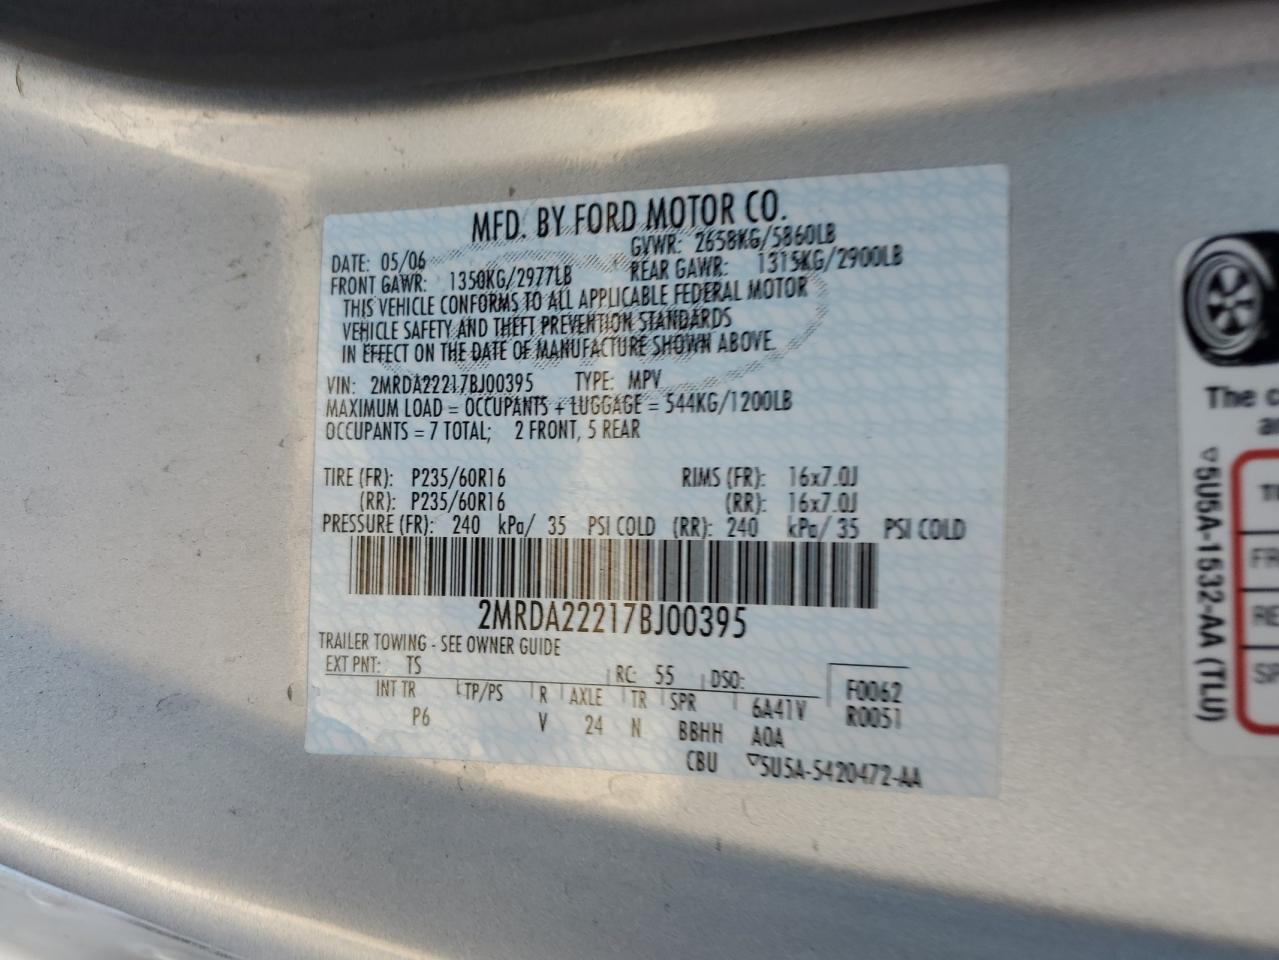 MFD. BY FORD MOTOR CO.
DATE: 05/06 GVWR: 2658KG/5860LB
FRONT GAWR: 1350KG/2977LB REAR GAWR: 1315KG/2900LB
THIS VEHICLE CONFORMS TO ALL APPLICABLE FEDERAL MOTOR
VEHICLE SAFETY AND THEFT PREVENTION STANDARDS
IN EFFECT ON THE DATE OF MANUFACTURE SHOWN ABOVE.
VIN: 2MRDA22217BJ00395 TYPE: MPV
MAXIMUM LOAD = OCCUPANTS + LUGGAGE = 544KG/1200LB
OCCUPANTS = 7 TOTAL; 2 FRONT, 5 REAR
TIRE (FR): P235/60R16 RIMS (FR): 16x7.0J
(RR): P235/60R16 (RR): 16x7.0J
PRESSURE (FR): 240 kPa/ 35 PSI COLD (RR): 240 kPa/ 35 PSI COLD
2MRDA22217BJ00395
TRAILER TOWING - SEE OWNER GUIDE
EXT PNT: TS RC: 55 DSO: F0062
INT TR TP/PS R AXLE TR SPR 6A41V R0051
P6 V 24 N BBHH AOA
CBU ▽5U5A-5420472-AA
The
▽5U5A-1532-AA (TLU)